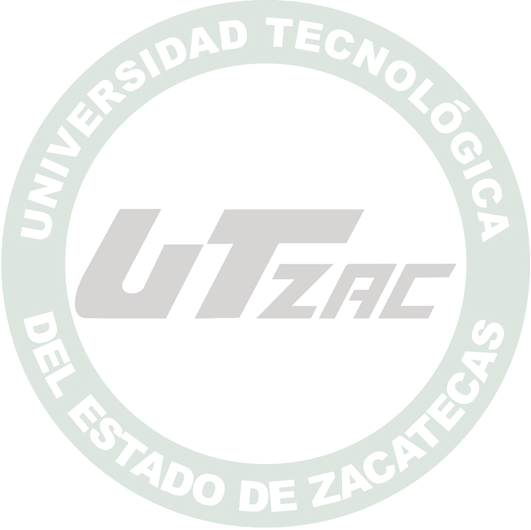 UNIVERSIDAD TECNOLÓGICA
UTZAC
DEL ESTADO DE ZACATECAS